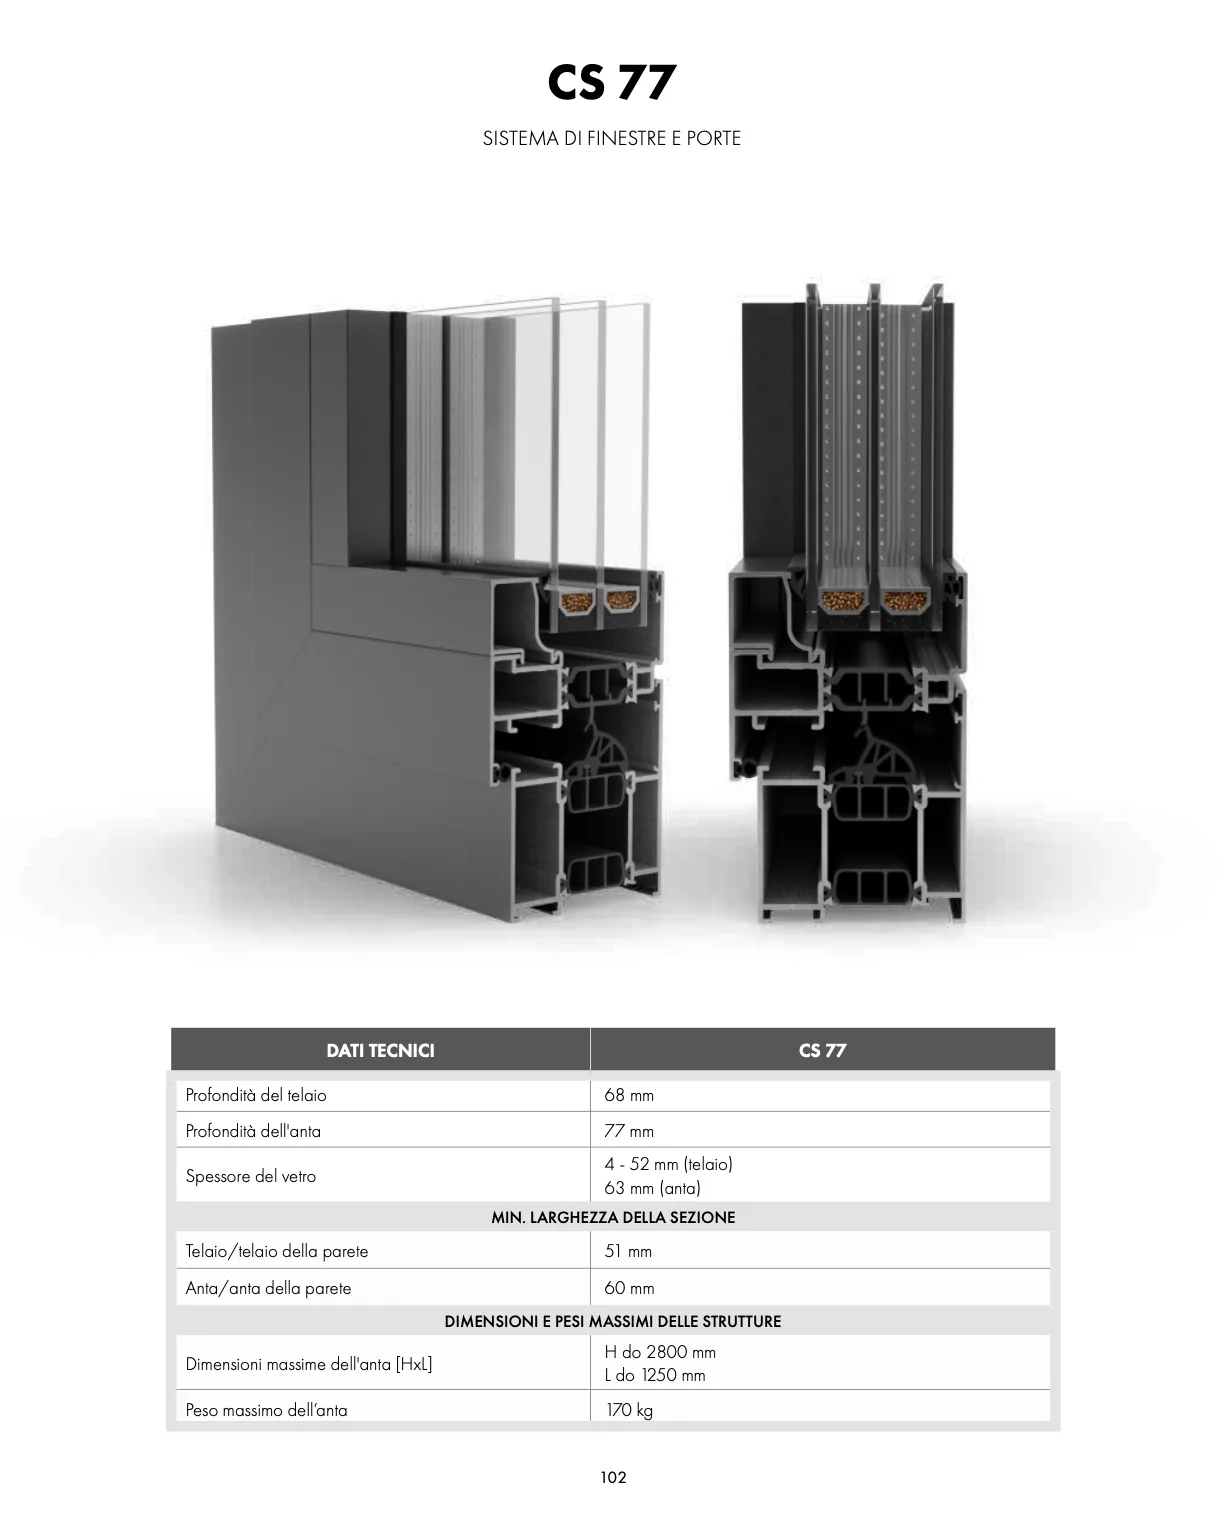 CS 77
SISTEMA DI FINESTRE E PORTE
DATI TECNICI
CS 77
Profondità del telaio
68 mm
Profondità dell'anta
77 mm
Spessore del vetro
4 - 52 mm (telaio)
63 mm (anta)
MIN. LARGHEZZA DELLA SEZIONE
Telaio/telaio della parete
51 mm
Anta/anta della parete
60 mm
DIMENSIONI E PESI MASSIMI DELLE STRUTTURE
Dimensioni massime dell'anta [HxL]
H do 2800 mm
L do 1250 mm
Peso massimo dell’anta
170 kg
102